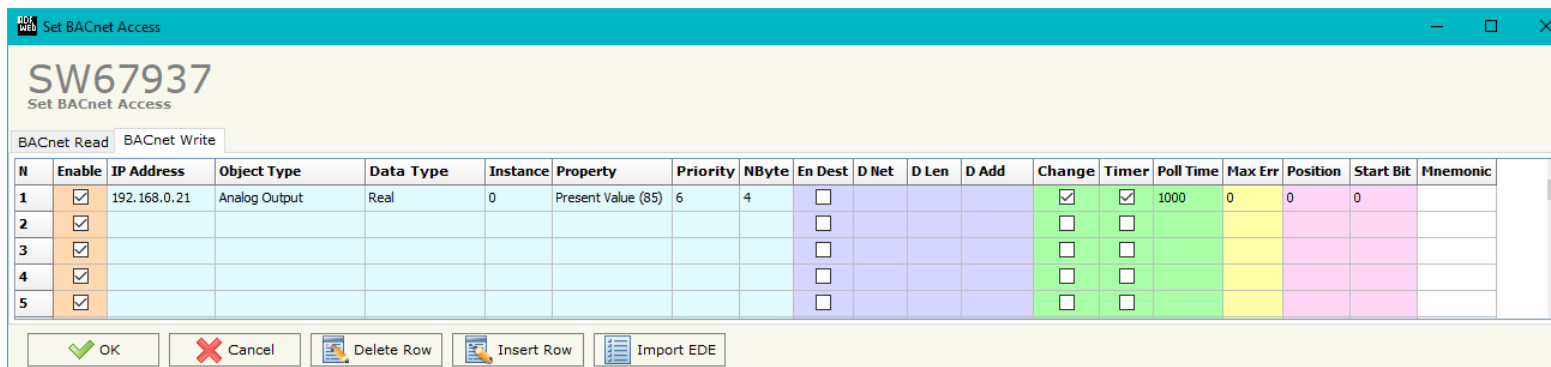 ADF WEB Set BACnet Access
SW67937
Set BACnet Access
BACnet Read BACnet Write
N Enable IP Address Object Type Data Type Instance Property Priority NByte En Dest D Net D Len D Add Change Timer Poll Time Max Err Position Start Bit Mnemonic
1 192.168.0.21 Analog Output Real 0 Present Value (85) 6 4 1000 0 0 0
2
3
4
5
OK Cancel Delete Row Insert Row Import EDE